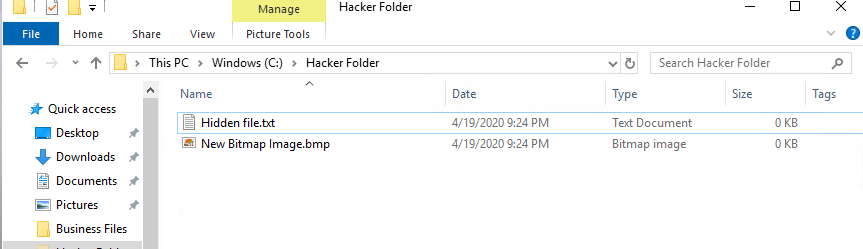 Manage Hacker Folder
File Home Share View Picture Tools
This PC Windows (C:) Hacker Folder Search Hacker Folder
Name Date Type Size Tags
Quick access
Hidden file.txt 4/19/2020 9:24 PM Text Document 0 KB
Desktop
New Bitmap Image.bmp 4/19/2020 9:24 PM Bitmap image 0 KB
Downloads
Documents
Pictures
Business Files